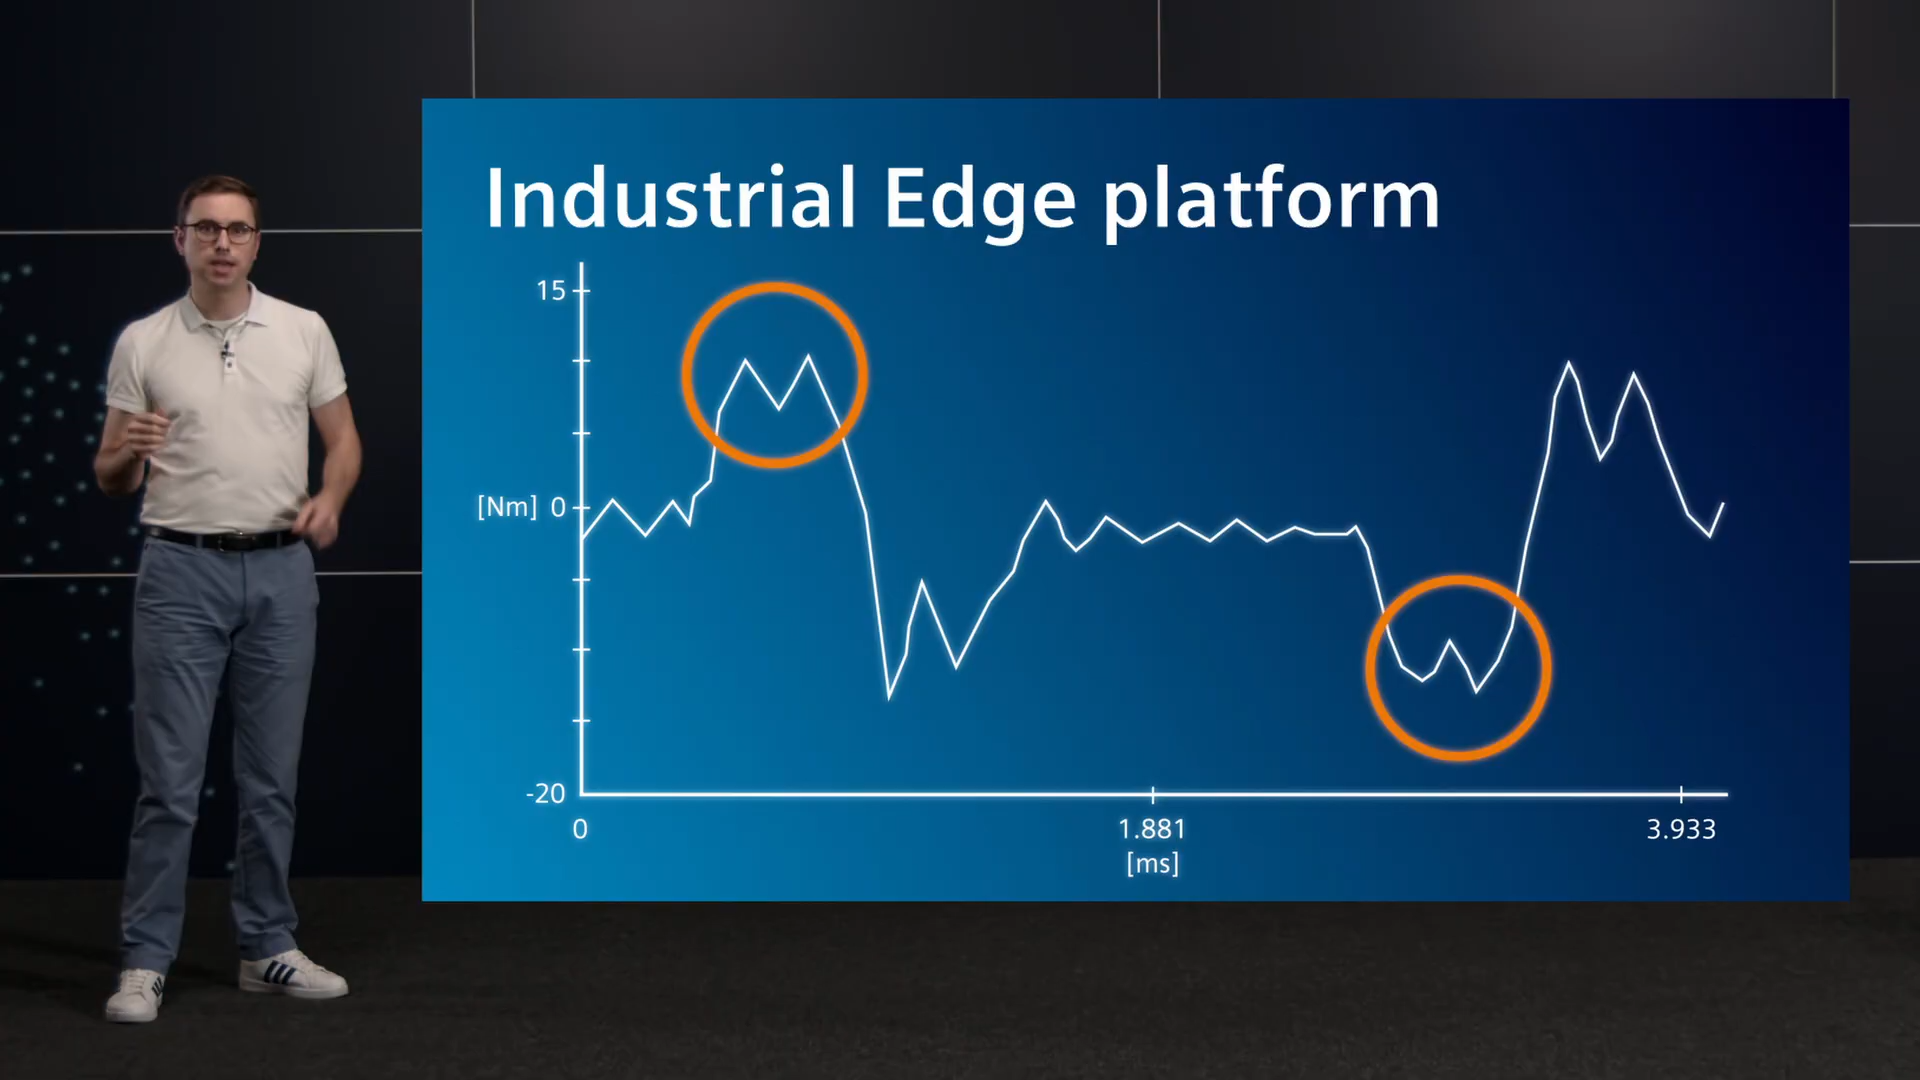 Industrial Edge platform
15
[Nm] 0
-20
0 1.881 3.933
[ms]